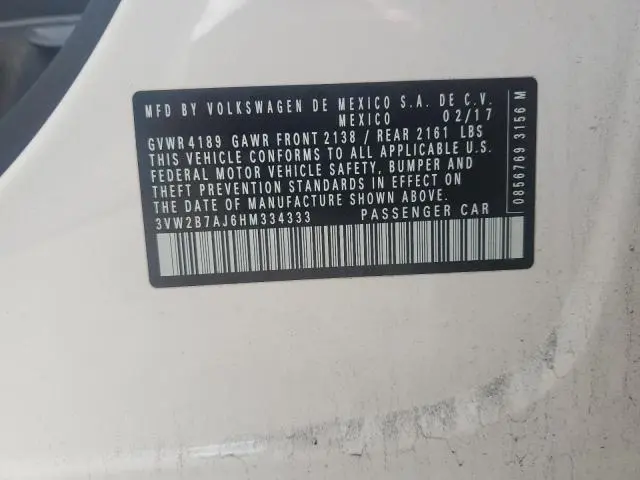 MFD BY VOLKSWAGEN DE MEXICO S.A. DE C.V.
MEXICO 02/17
GVWR 4189 GAWR FRONT 2138 / REAR 2161 LBS
THIS VEHICLE CONFORMS TO ALL APPLICABLE U.S.
FEDERAL MOTOR VEHICLE SAFETY, BUMPER AND
THEFT PREVENTION STANDARDS IN EFFECT ON
THE DATE OF MANUFACTURE SHOWN ABOVE.
3VW2B7AJ6HM334333 PASSENGER CAR
0856769 3156 M